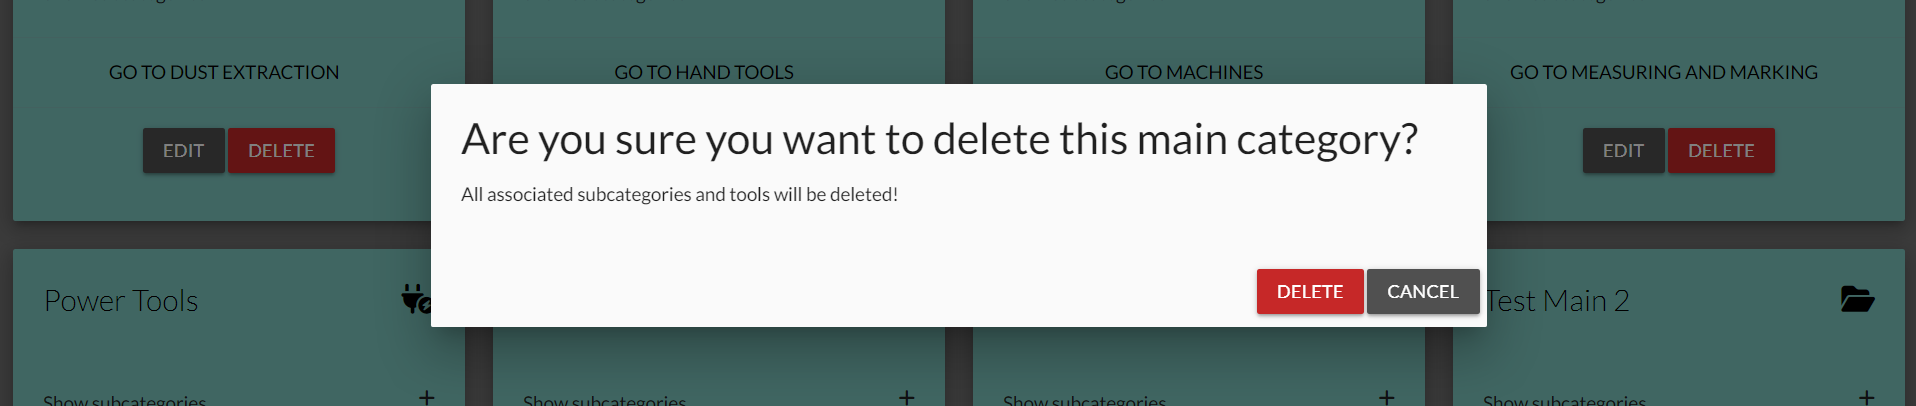 GO TO DUST EXTRACTION
GO TO HAND TOOLS
GO TO MACHINES
GO TO MEASURING AND MARKING
EDIT DELETE
EDIT DELETE
Are you sure you want to delete this main category?
All associated subcategories and tools will be deleted!
DELETE CANCEL
Power Tools
Test Main 2
Show subcategories +
Show subcategories +
Show subcategories +
Show subcategories +